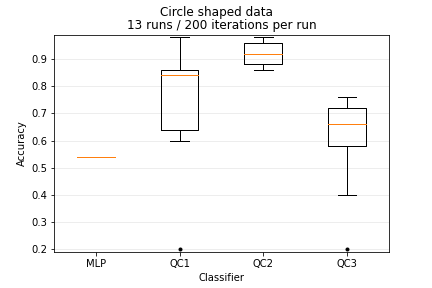 Circle shaped data
13 runs / 200 iterations per run
Accuracy
0.9
0.8
0.7
0.6
0.5
0.4
0.3
0.2
MLP QC1 QC2 QC3
Classifier